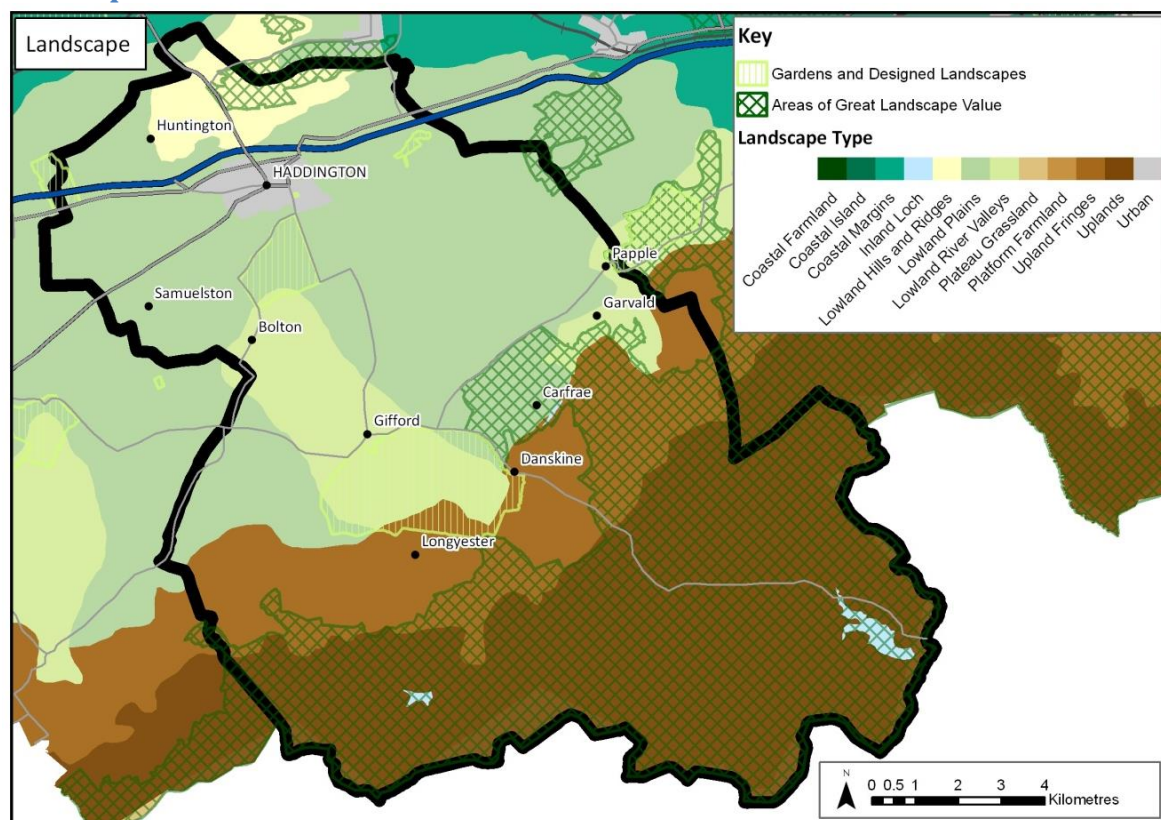 Landscape
Key
Gardens and Designed Landscapes
Areas of Great Landscape Value
Landscape Type
Coastal Farmland
Coastal Island
Coastal Margins
Inland Loch
Lowland Hills and Ridges
Lowland Plains
Lowland River Valleys
Plateau Grassland
Platform Farmland
Upland Fringes
Uplands
Urban
Huntington
HADDINGTON
Papple
Samuelston
Garvald
Bolton
Carfrae
Gifford
Danskine
Longyester
N
0 0.5 1 2 3 4
Kilometres